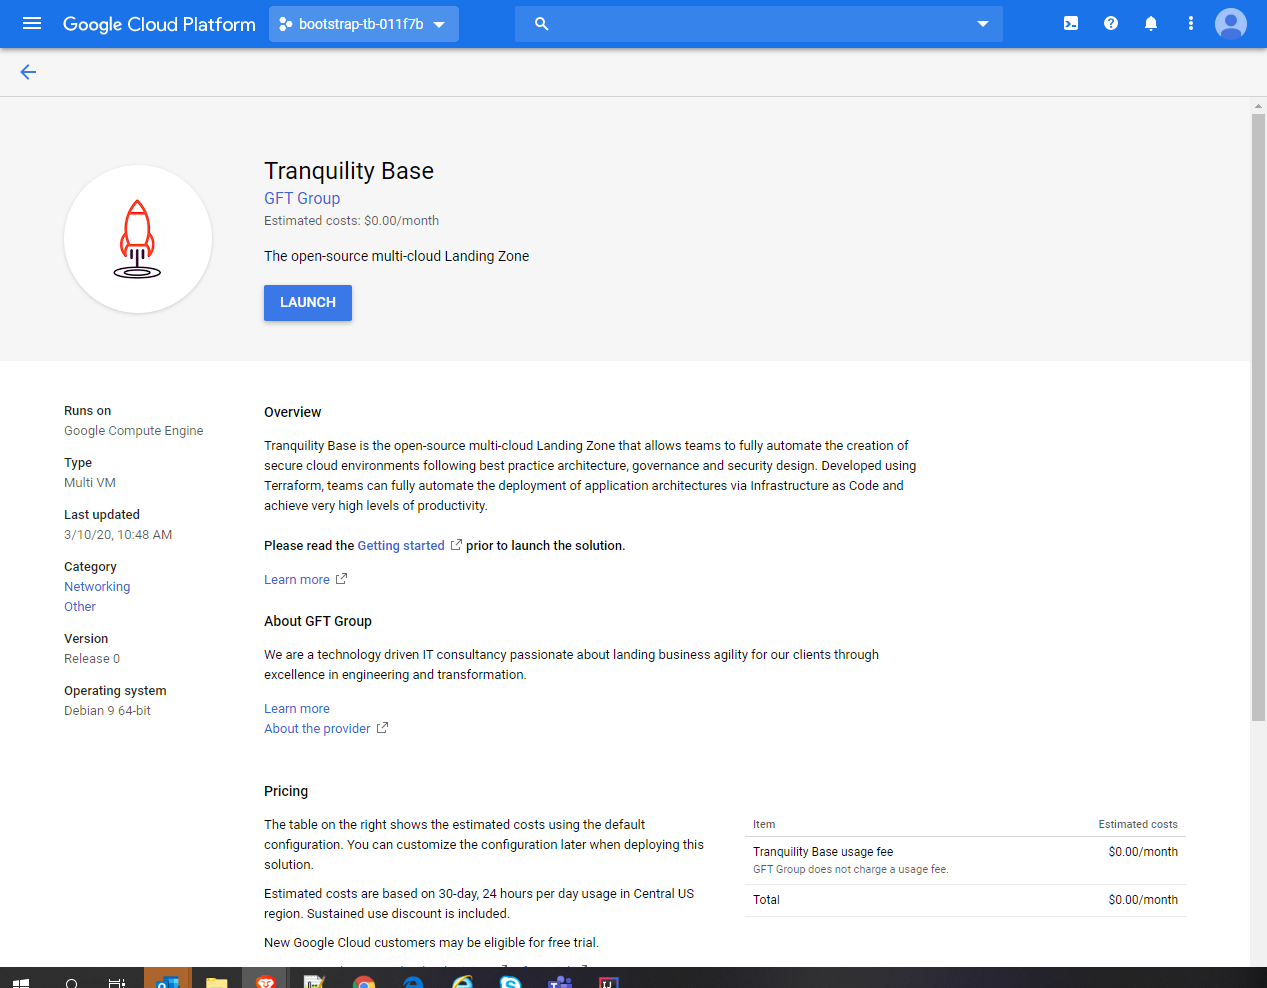 Google Cloud Platform
bootstrap-tb-011f7b
Tranquility Base
GFT Group
Estimated costs: $0.00/month
The open-source multi-cloud Landing Zone
LAUNCH
Runs on
Google Compute Engine
Type
Multi VM
Last updated
3/10/20, 10:48 AM
Category
Networking
Other
Version
Release 0
Operating system
Debian 9 64-bit
Overview
Tranquility Base is the open-source multi-cloud Landing Zone that allows teams to fully automate the creation of
secure cloud environments following best practice architecture, governance and security design. Developed using
Terraform, teams can fully automate the deployment of application architectures via Infrastructure as Code and
achieve very high levels of productivity.
Please read the Getting started prior to launch the solution.
Learn more
About GFT Group
We are a technology driven IT consultancy passionate about landing business agility for our clients through
excellence in engineering and transformation.
Learn more
About the provider
Pricing
The table on the right shows the estimated costs using the default
configuration. You can customize the configuration later when deploying this
solution.
Estimated costs are based on 30-day, 24 hours per day usage in Central US
region. Sustained use discount is included.
New Google Cloud customers may be eligible for free trial.
Item Estimated costs
Tranquility Base usage fee $0.00/month
GFT Group does not charge a usage fee.
Total $0.00/month